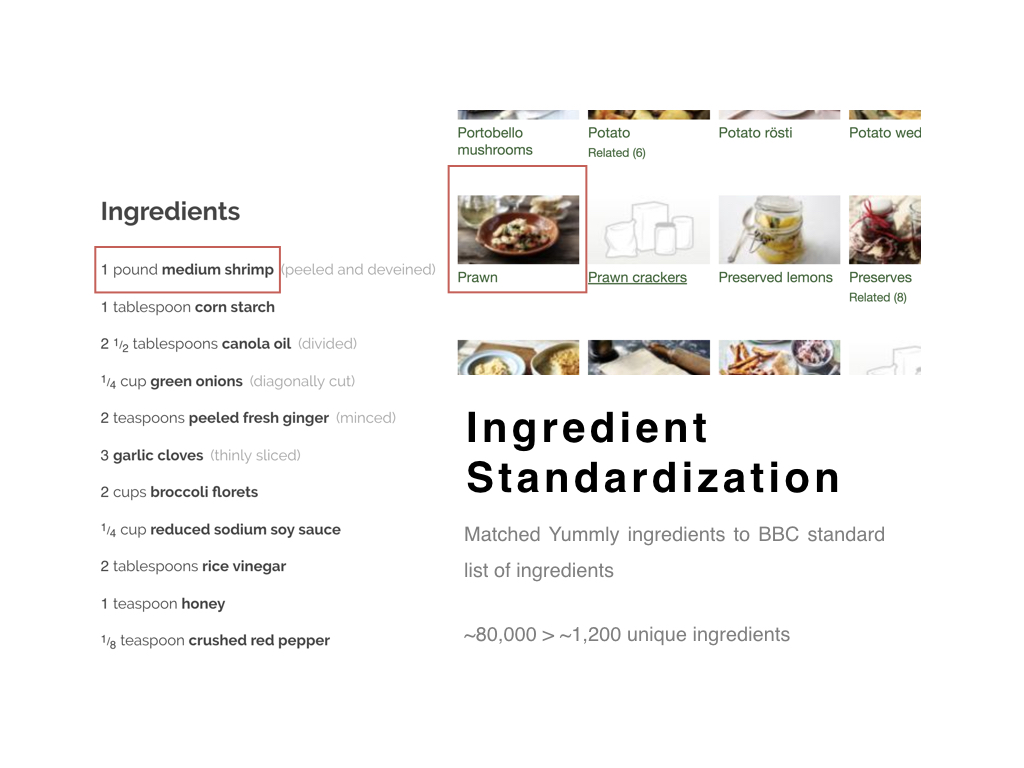 Ingredients
1 pound medium shrimp (peeled and deveined)
1 tablespoon corn starch
2 1/2 tablespoons canola oil (divided)
1/4 cup green onions (diagonally cut)
2 teaspoons peeled fresh ginger (minced)
3 garlic cloves (thinly sliced)
2 cups broccoli florets
1/4 cup reduced sodium soy sauce
2 tablespoons rice vinegar
1 teaspoon honey
1/8 teaspoon crushed red pepper
Portobello
mushrooms
Potato
Related (6)
Potato rösti
Potato wed
Prawn
Prawn crackers
Preserved lemons
Preserves
Related (8)
Ingredient
Standardization
Matched Yummly ingredients to BBC standard
list of ingredients
~80,000 > ~1,200 unique ingredients